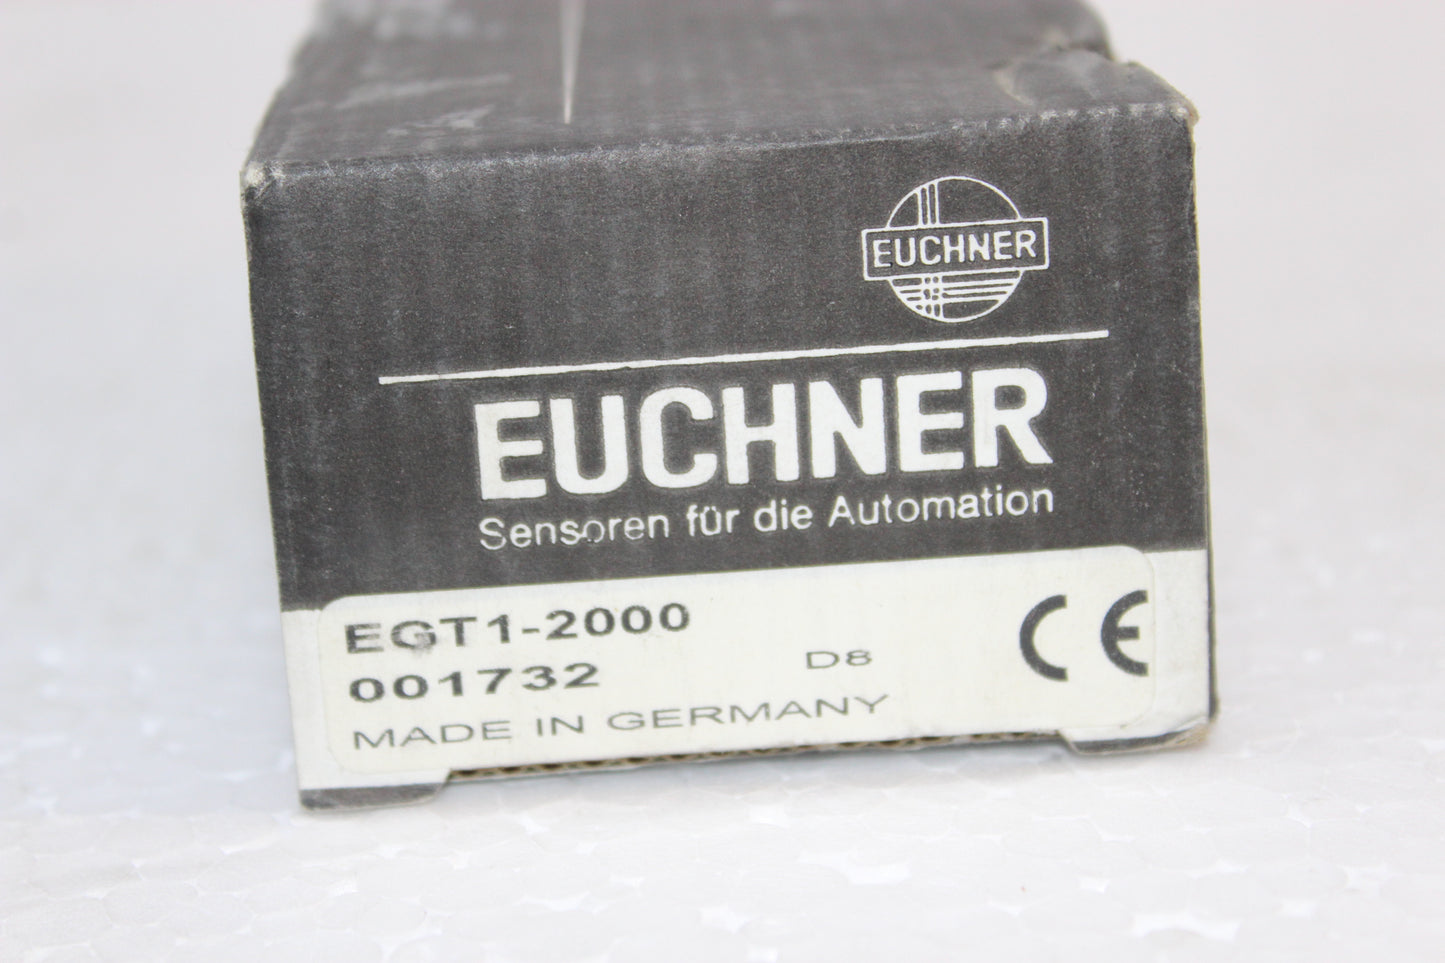 EUCHNER
EUCHNER
Sensoren für die Automation
EGT1-2000
001732 D8
MADE IN GERMANY
CE